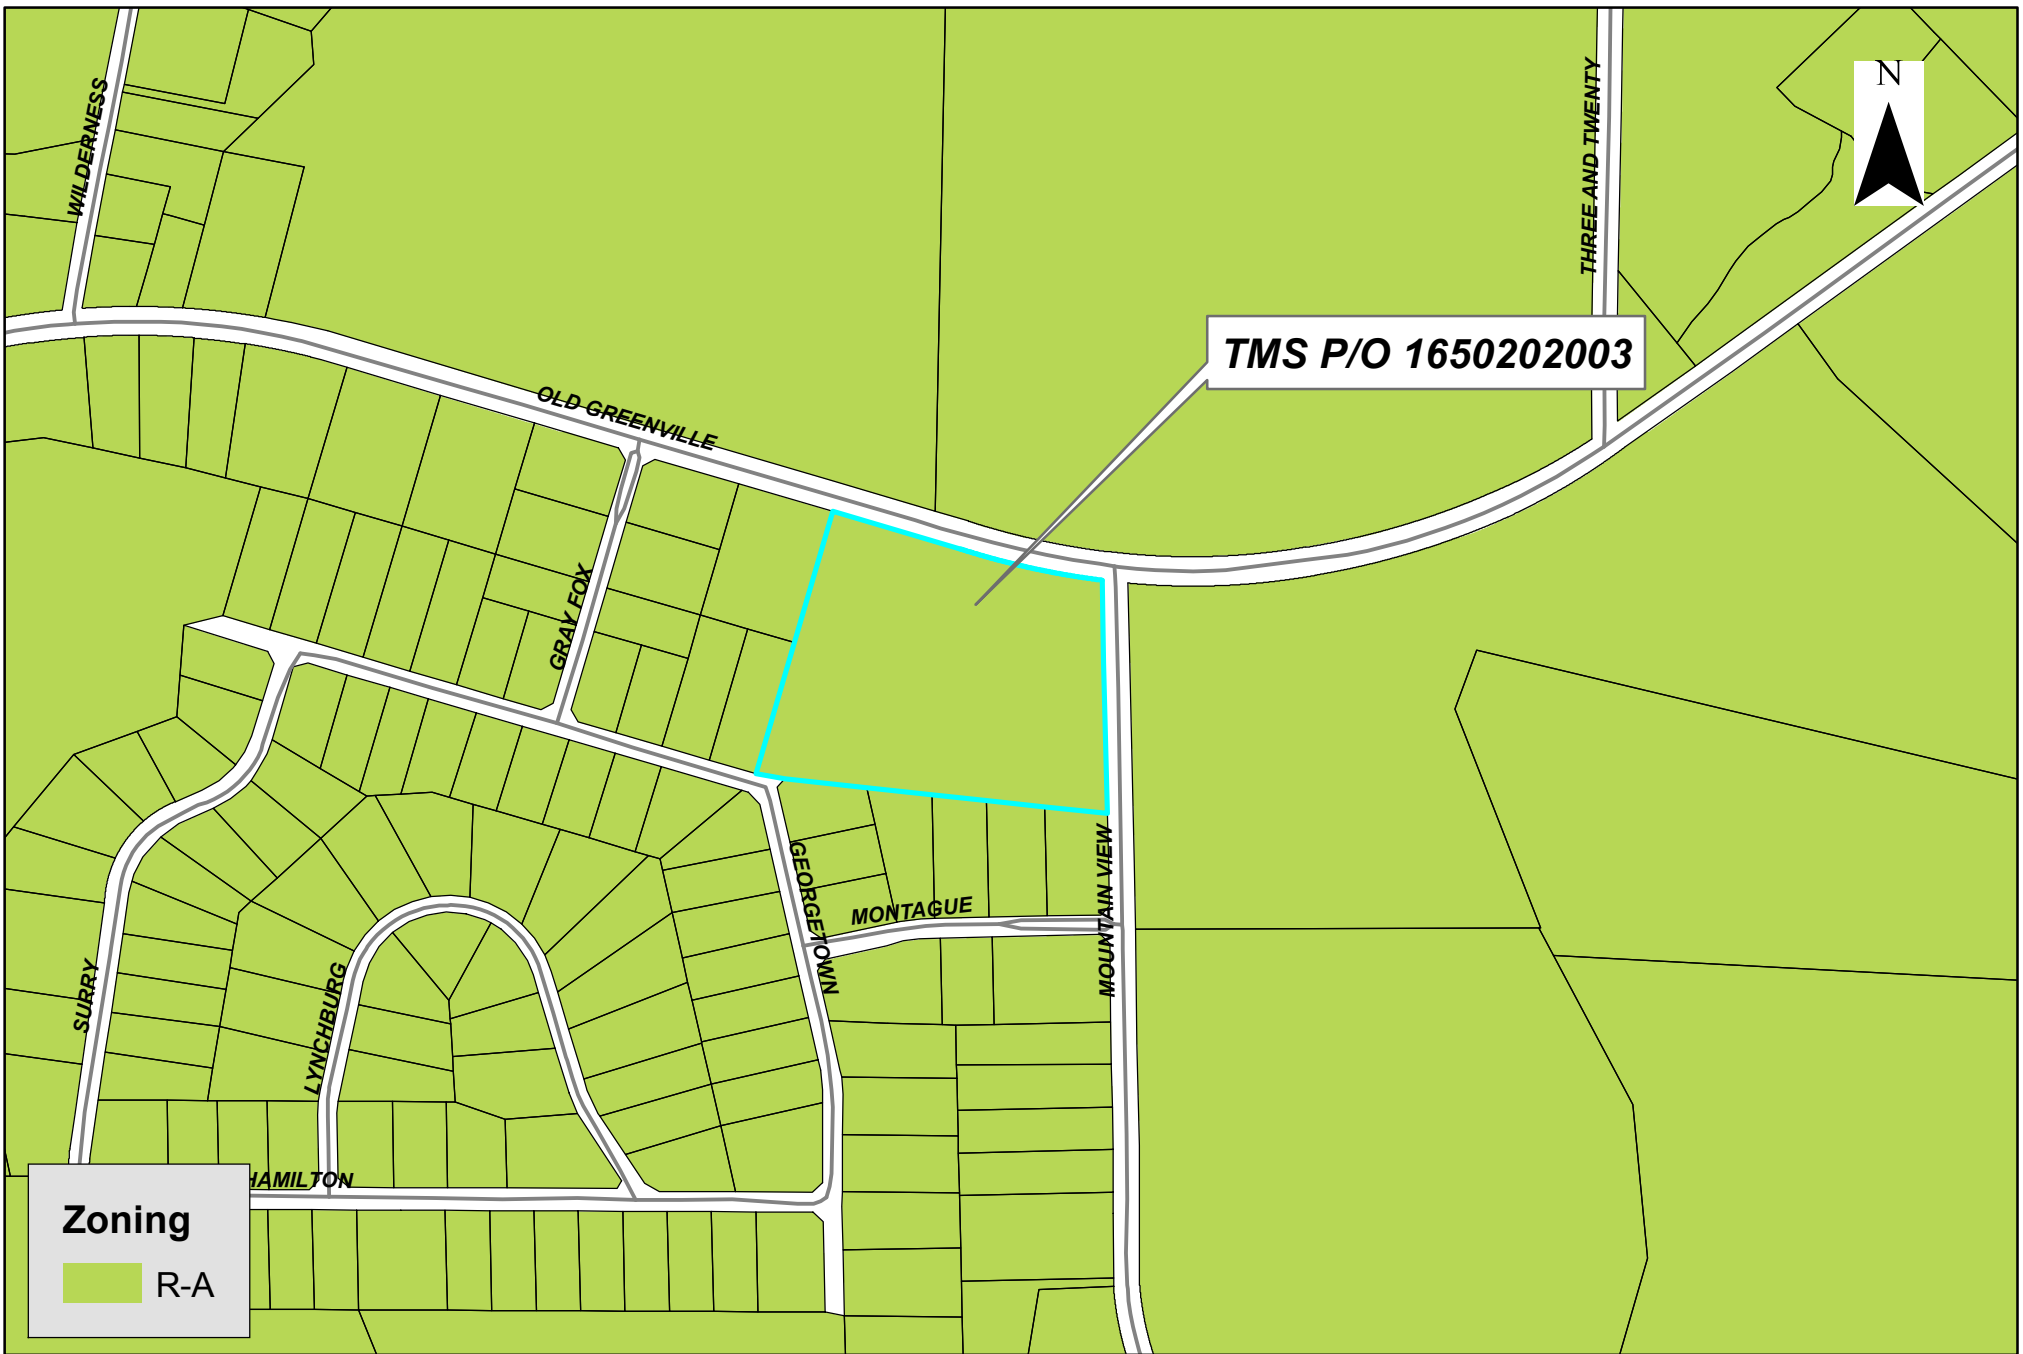 WILDERNESS
THREE AND TWENTY
N
TMS P/O 1650202003
OLD GREENVILLE
GRAY FOX
GEORGETOWN
MONTAGUE
MOUNTAIN VIEW
SURRY
LYNCHBURG
HAMILTON
Zoning
R-A